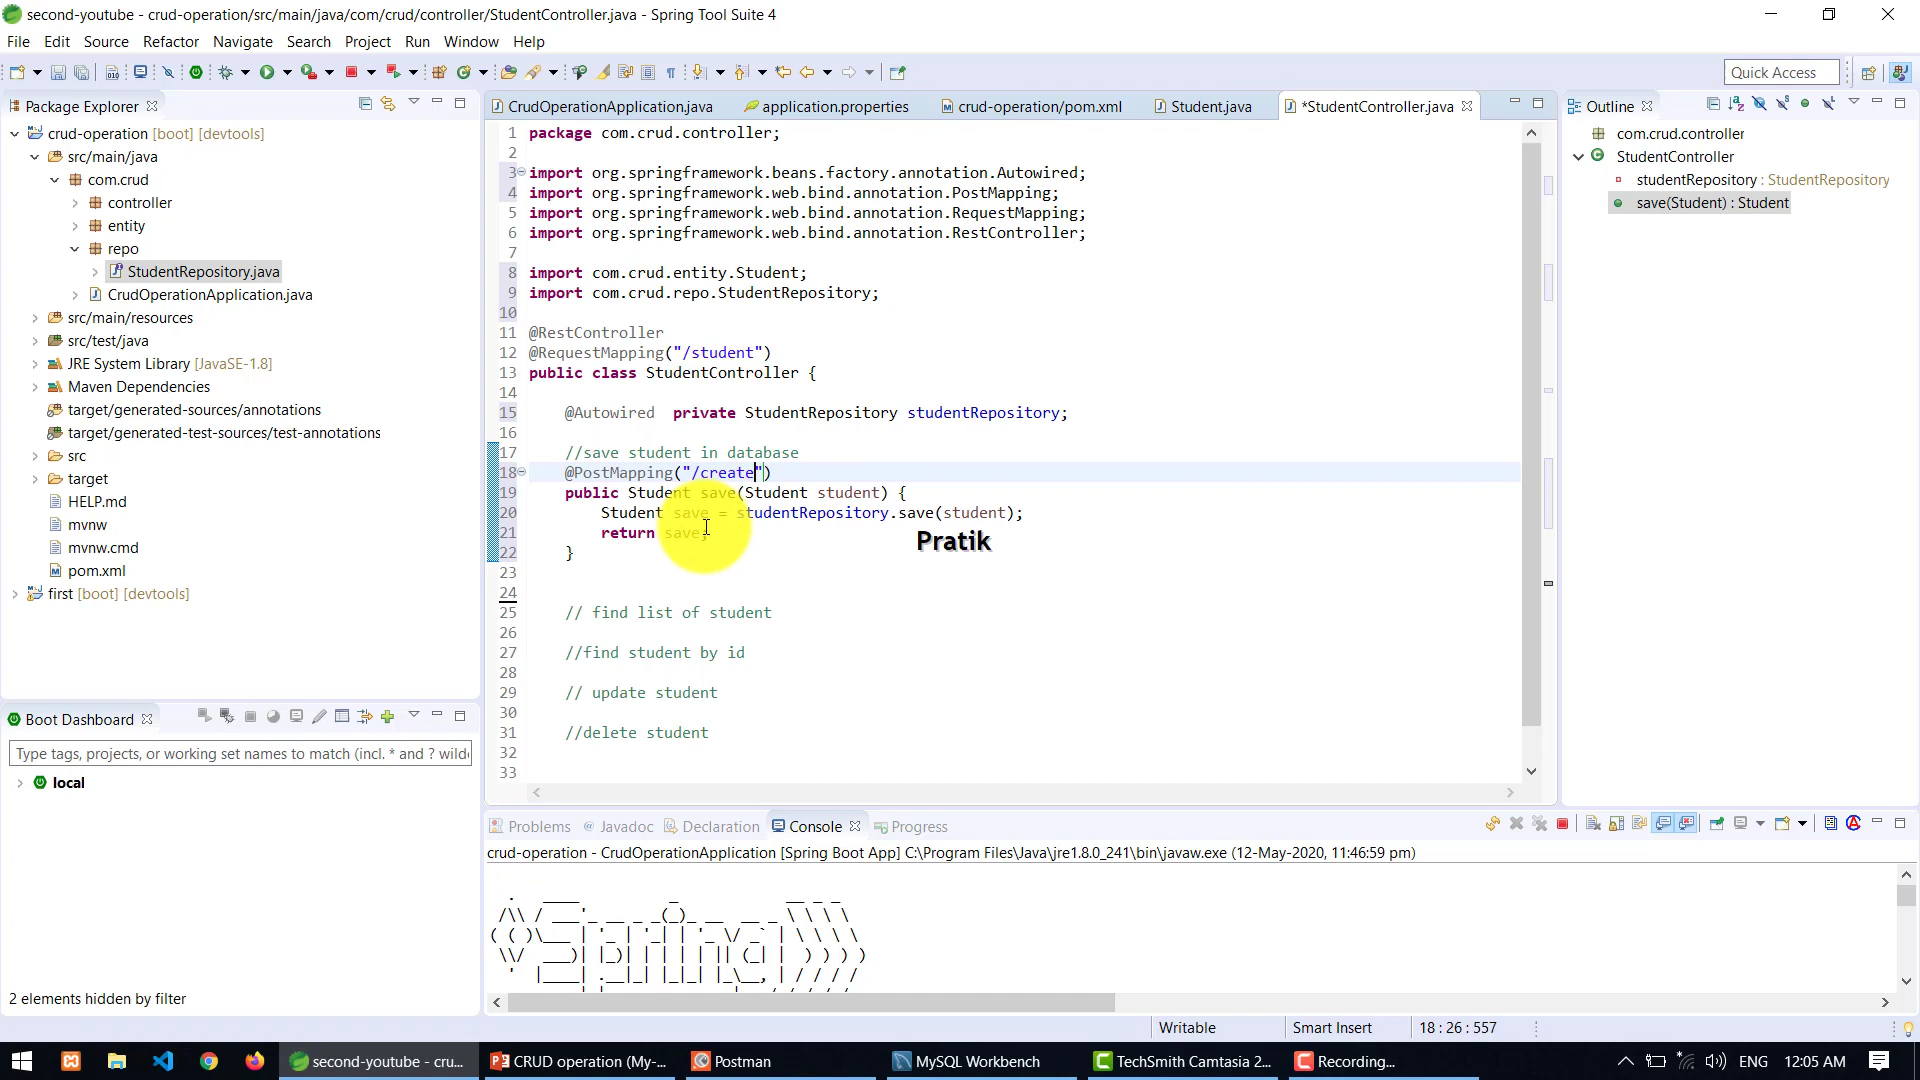 second-youtube - crud-operation/src/main/java/com/crud/controller/StudentController.java - Spring Tool Suite 4
File Edit Source Refactor Navigate Search Project Run Window Help
Quick Access
Package Explorer
crud-operation [boot] [devtools]
src/main/java
com.crud
controller
entity
repo
StudentRepository.java
CrudOperationApplication.java
src/main/resources
src/test/java
JRE System Library [JavaSE-1.8]
Maven Dependencies
target/generated-sources/annotations
target/generated-test-sources/test-annotations
src
target
HELP.md
mvnw
mvnw.cmd
pom.xml
first [boot] [devtools]
Boot Dashboard
Type tags, projects, or working set names to match (incl. * and ? wild
local
2 elements hidden by filter
CrudOperationApplication.java application.properties crud-operation/pom.xml Student.java *StudentController.java
1 package com.crud.controller;
2
3 import org.springframework.beans.factory.annotation.Autowired;
4 import org.springframework.web.bind.annotation.PostMapping;
5 import org.springframework.web.bind.annotation.RequestMapping;
6 import org.springframework.web.bind.annotation.RestController;
7
8 import com.crud.entity.Student;
9 import com.crud.repo.StudentRepository;
10
11 @RestController
12 @RequestMapping("/student")
13 public class StudentController {
14
15 @Autowired private StudentRepository studentRepository;
16
17 //save student in database
18 @PostMapping("/create")
19 public Student save(Student student) {
20 Student save = studentRepository.save(student);
21 return save;
22 }
23
24
25 // find list of student
26
27 //find student by id
28
29 // update student
30
31 //delete student
32
33
Pratik
Outline
com.crud.controller
StudentController
studentRepository : StudentRepository
save(Student) : Student
Problems Javadoc Declaration Console Progress
crud-operation - CrudOperationApplication [Spring Boot App] C:\Program Files\Java\jre1.8.0_241\bin\javaw.exe (12-May-2020, 11:46:59 pm)
Spring
Writable Smart Insert 18 : 26 : 557
second-youtube - cru... CRUD operation (My-... Postman MySQL Workbench TechSmith Camtasia 2... Recording... ENG 12:05 AM